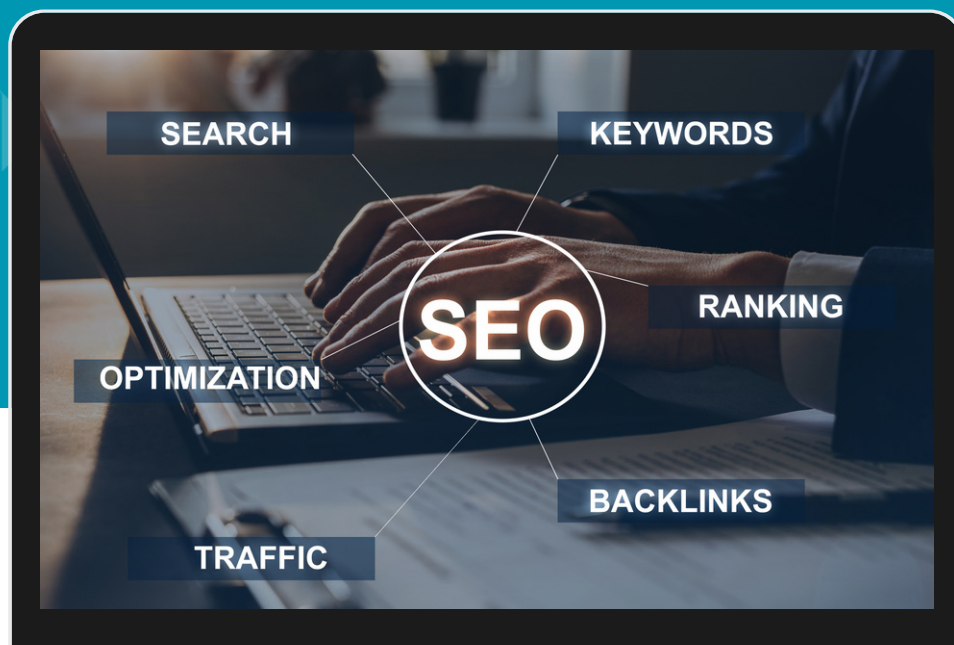 SEARCH
KEYWORDS
RANKING
SEO
OPTIMIZATION
BACKLINKS
TRAFFIC